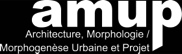 amup
Architecture, Morphologie /
Morphogenèse Urbaine et Projet